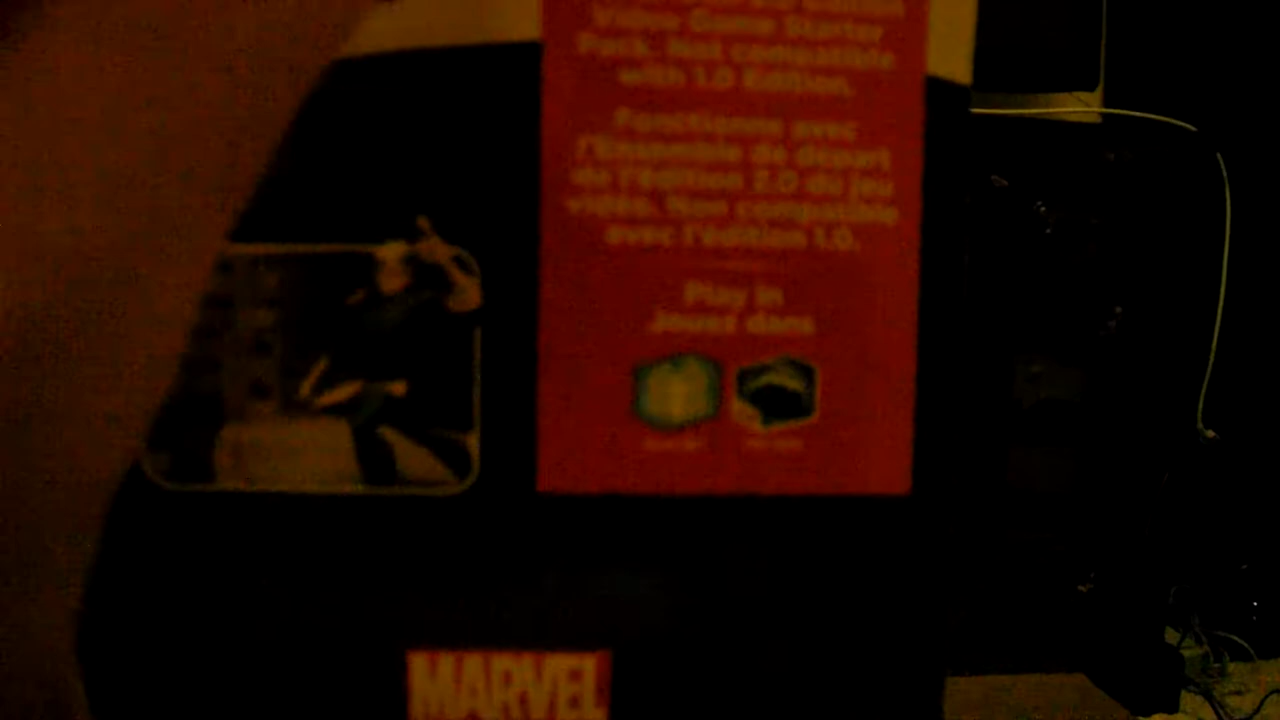 Video Game Starter
Pack. Not compatible
with 1.0 Edition.
Fonctionne avec
l'Ensemble de départ
de l'édition 2.0 du jeu
vidéo. Non compatible
avec l'édition 1.0.
Play in
Jouez dans
MARVEL